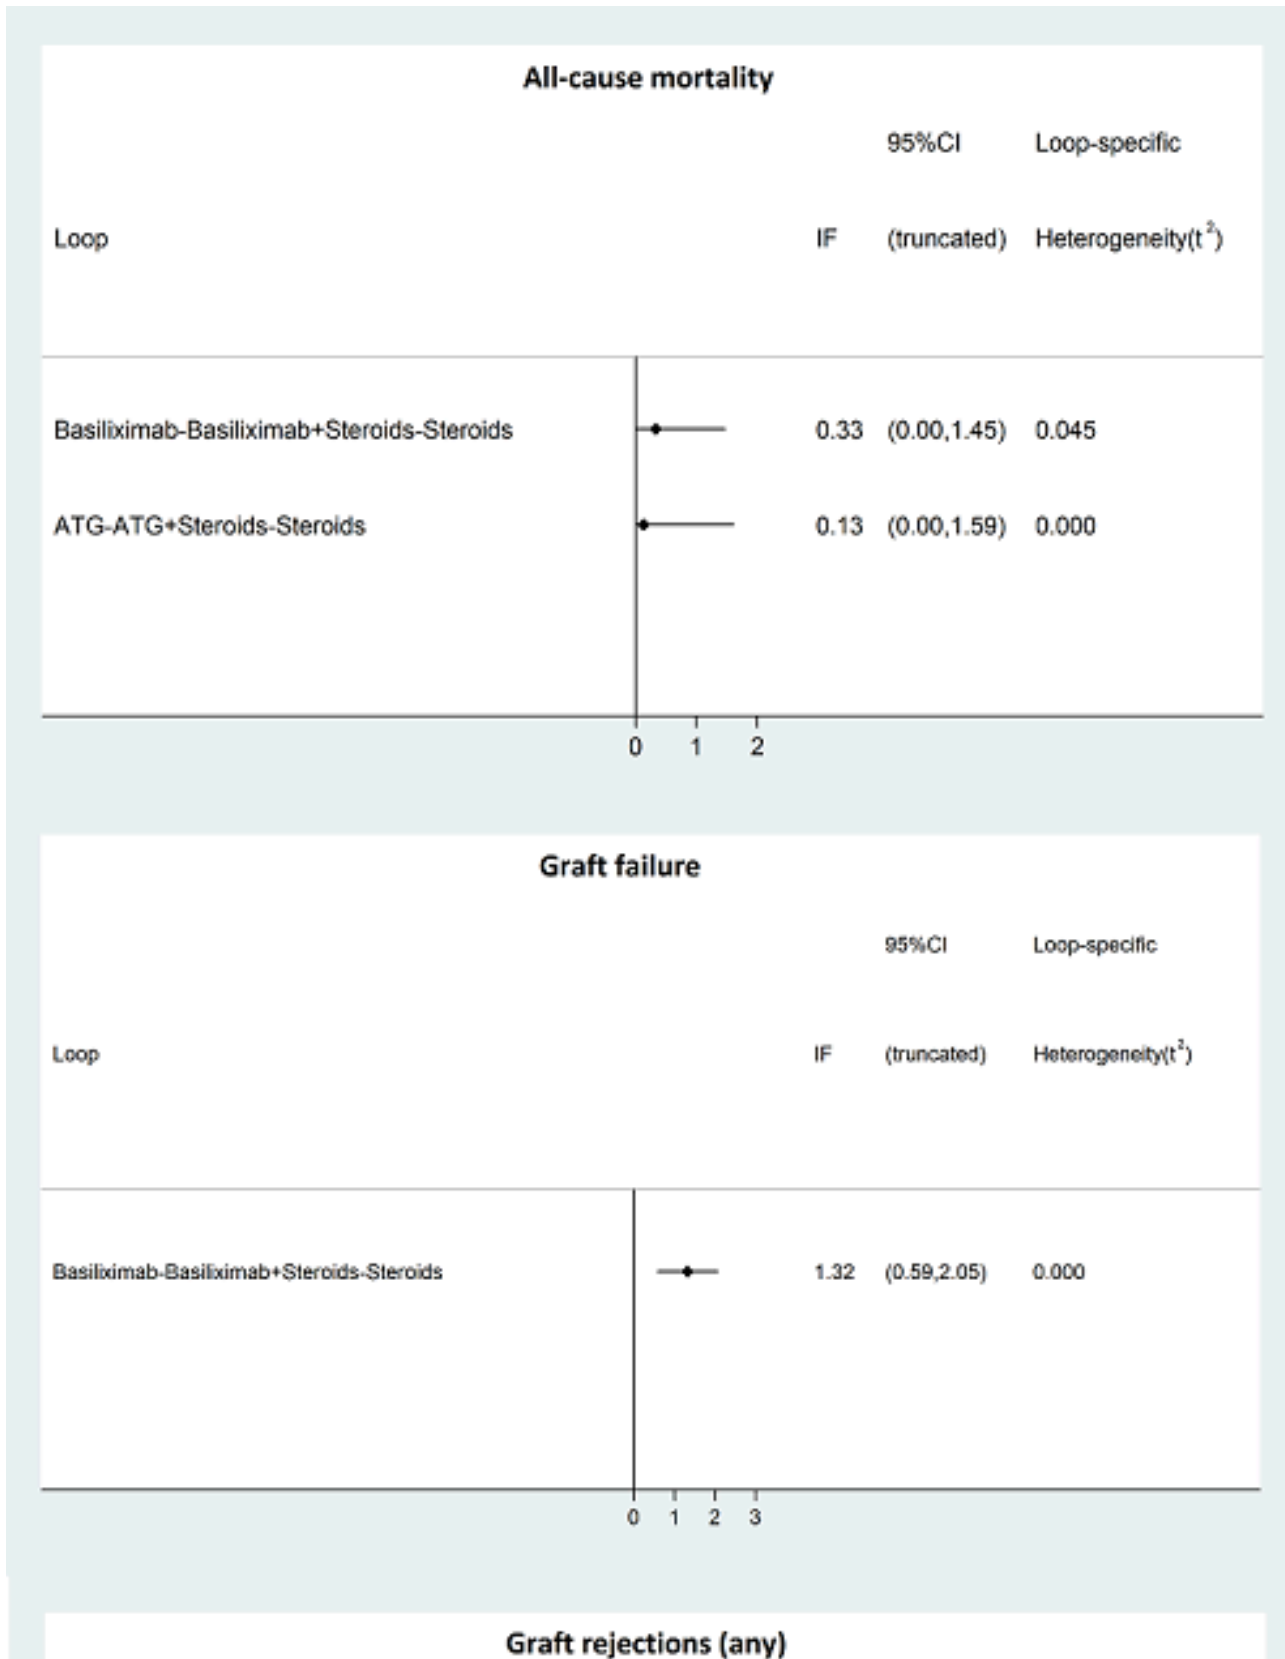 All-cause mortality
95%CI Loop-specific
Loop IF (truncated) Heterogeneity(t²)
Basiliximab-Basiliximab+Steroids-Steroids 0.33 (0.00,1.45) 0.045
ATG-ATG+Steroids-Steroids 0.13 (0.00,1.59) 0.000
0 1 2
Graft failure
95%CI Loop-specific
Loop IF (truncated) Heterogeneity(t²)
Basiliximab-Basiliximab+Steroids-Steroids 1.32 (0.59,2.05) 0.000
0 1 2 3
Graft rejections (any)